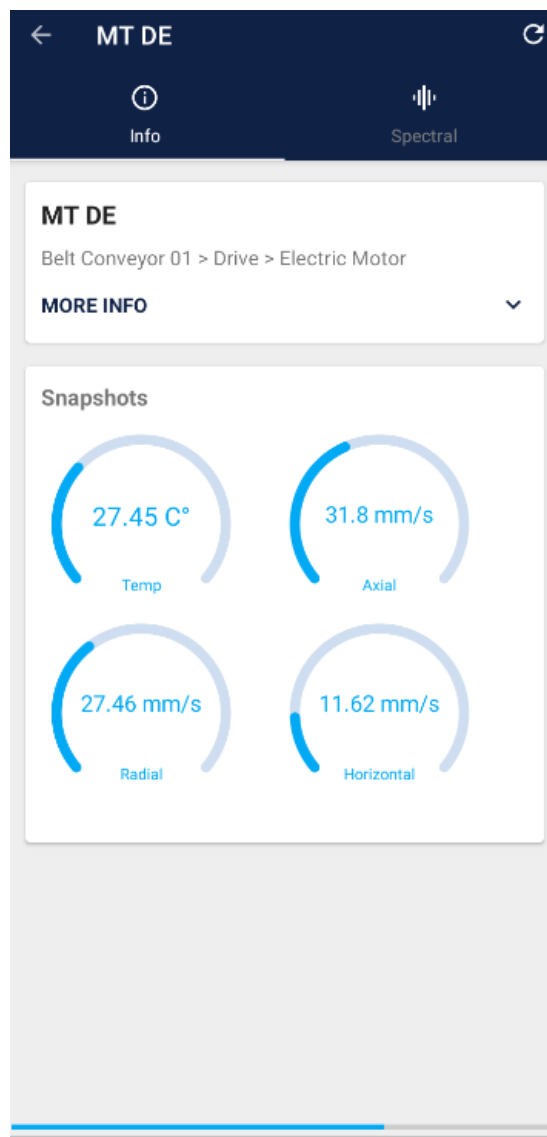 MT DE
Info
Spectral
MT DE
Belt Conveyor 01 > Drive > Electric Motor
MORE INFO
Snapshots
27.45 C°
Temp
31.8 mm/s
Axial
27.46 mm/s
Radial
11.62 mm/s
Horizontal